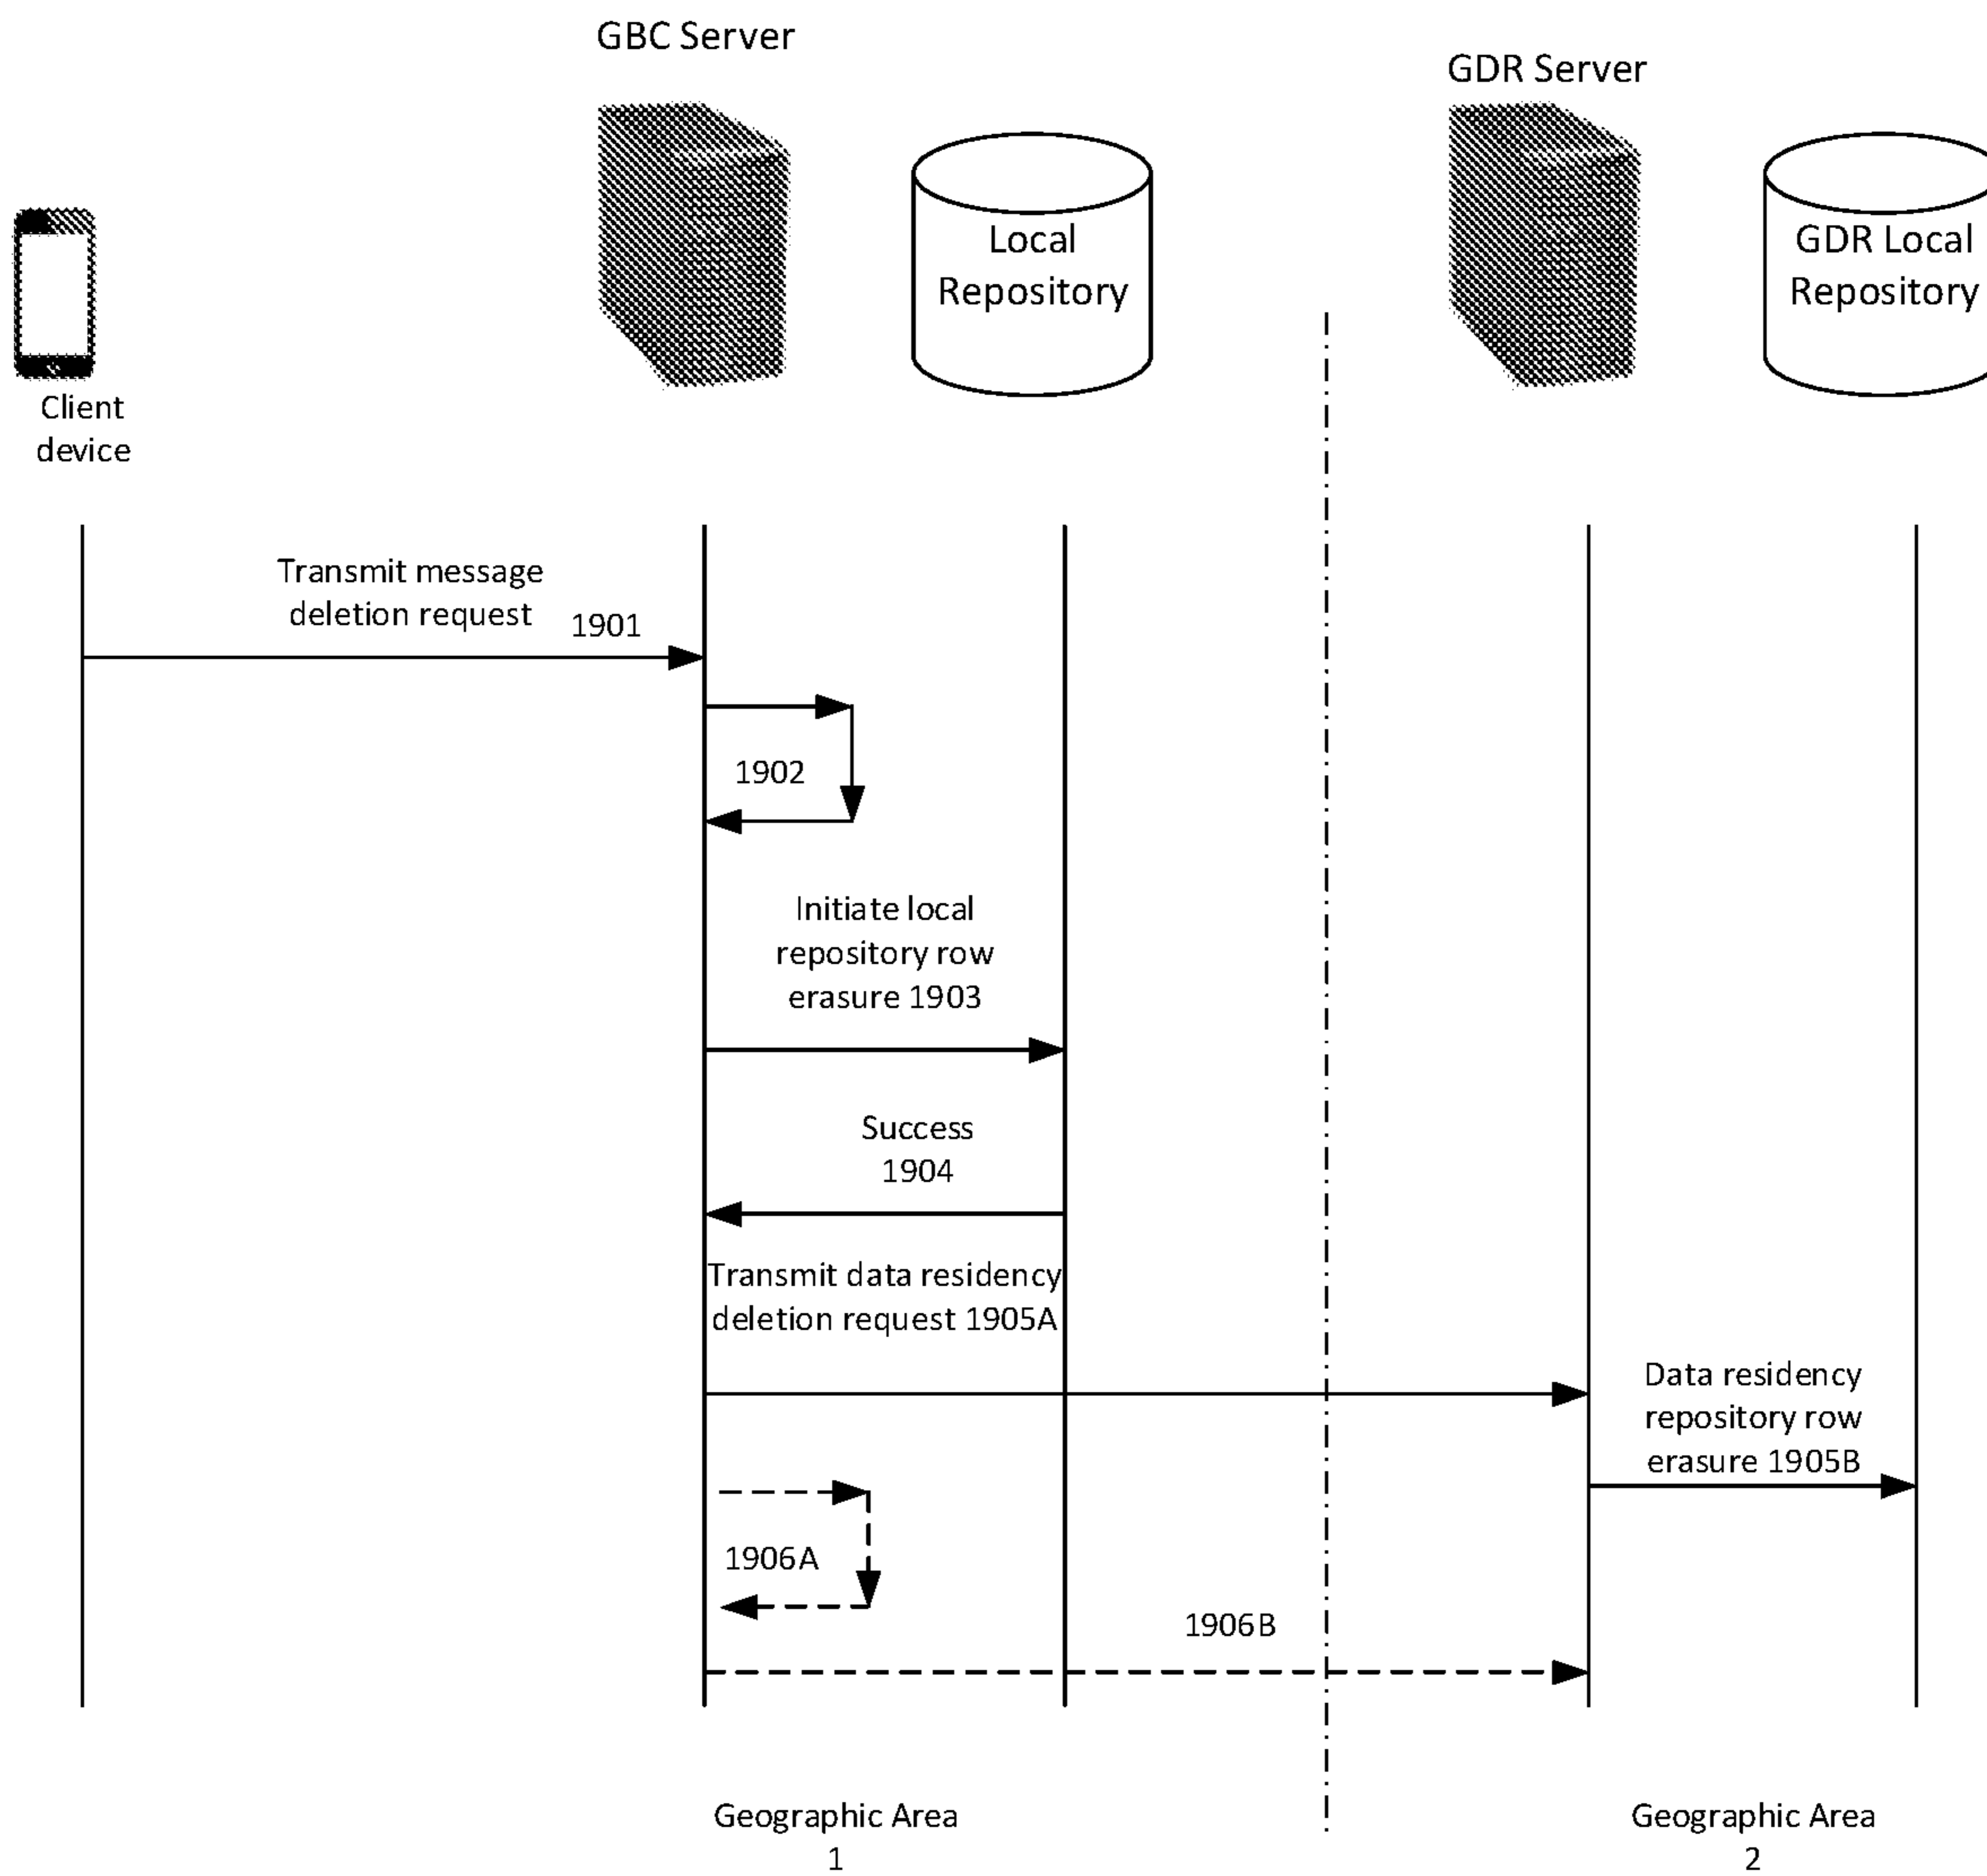 GBC Server
GDR Server
Local
Repository
GDR Local
Repository
Client
device
Transmit message
deletion request
1901
1902
Initiate local
repository row
erasure 1903
Success
1904
Transmit data residency
deletion request 1905A
Data residency
repository row
erasure 1905B
1906A
1906B
Geographic Area
1
Geographic Area
2